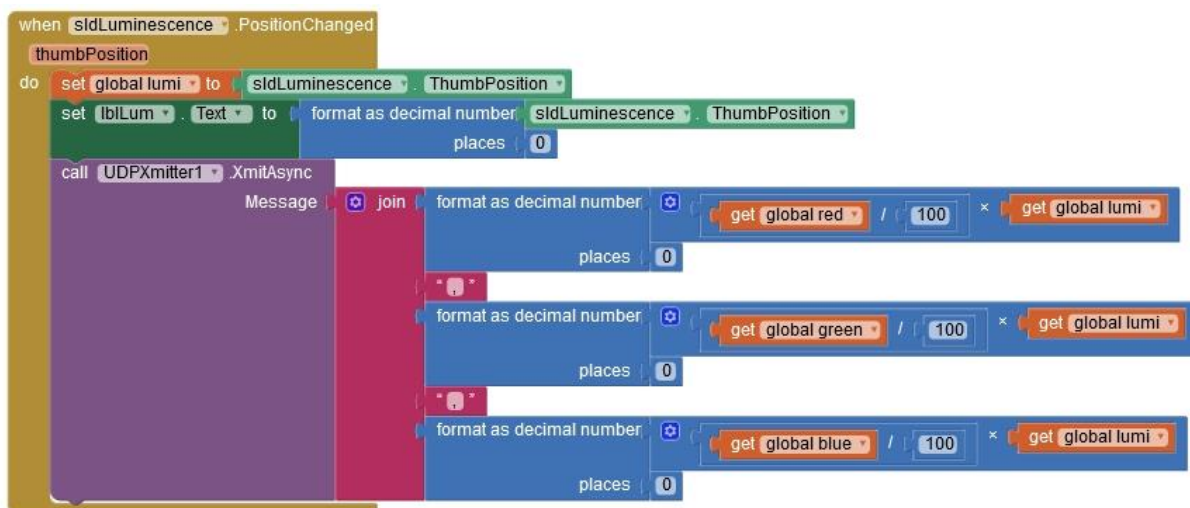 when sldLuminescence .PositionChanged
thumbPosition
do set global lumi to sldLuminescence . ThumbPosition
set lblLum . Text to format as decimal number sldLuminescence . ThumbPosition
places 0
call UDPXmitter1 .XmitAsync
Message join format as decimal number get global red / 100 × get global lumi
places 0
" , "
format as decimal number get global green / 100 × get global lumi
places 0
" , "
format as decimal number get global blue / 100 × get global lumi
places 0